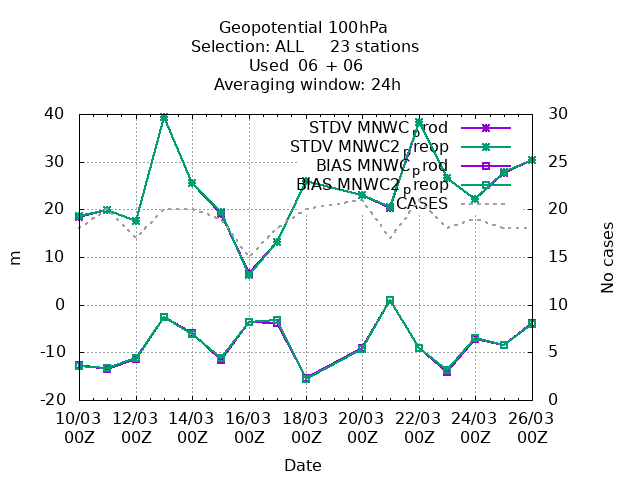 Geopotential 100hPa
Selection: ALL 23 stations
Used 06 + 06
Averaging window: 24h
40 30
30 25
20 20
10 15
0 10
-10 5
-20 0
STDV MNWC_prod
STDV MNWC2_preop
BIAS MNWC_prod
BIAS MNWC2_preop
CASES
m
No cases
10/03 12/03 14/03 16/03 18/03 20/03 22/03 24/03 26/03
00Z 00Z 00Z 00Z 00Z 00Z 00Z 00Z 00Z
Date